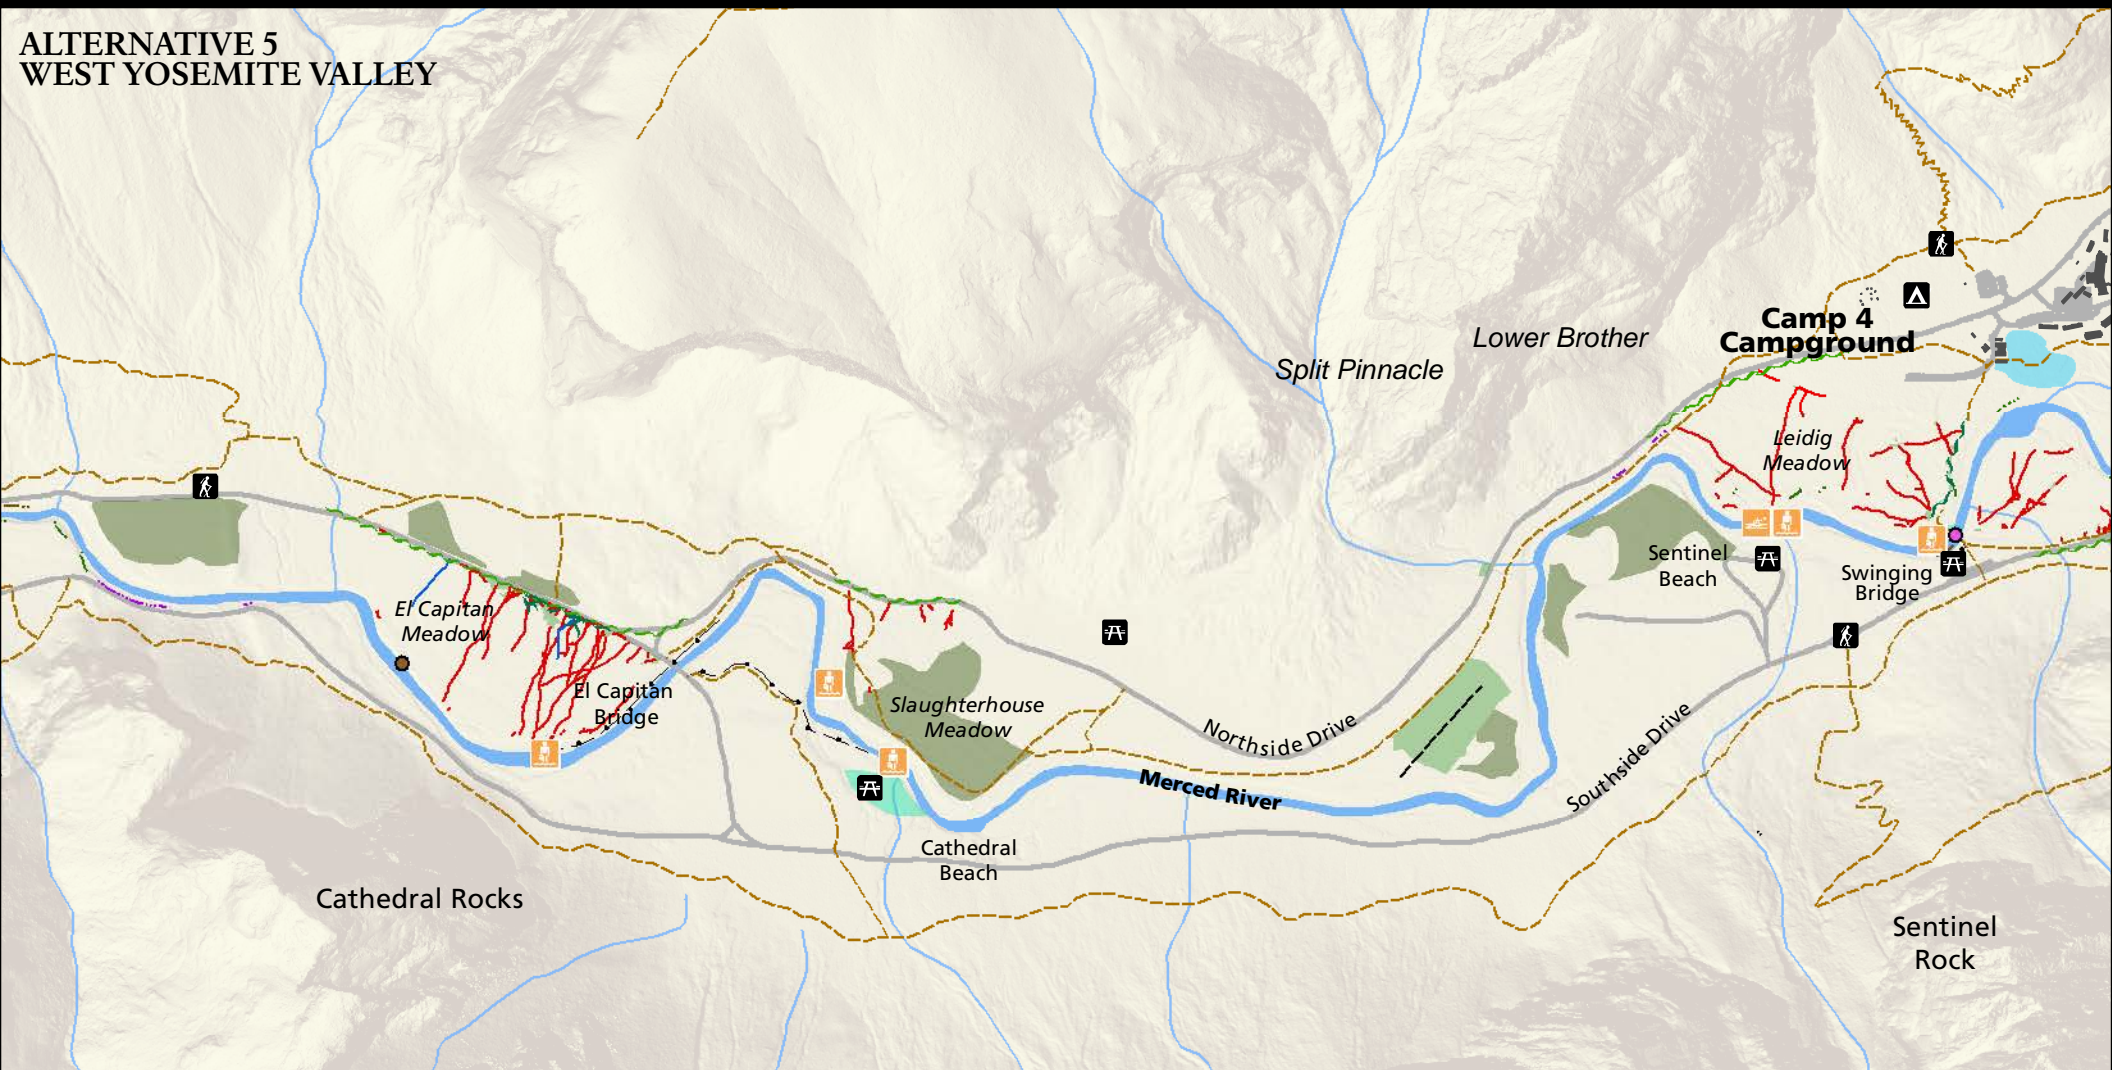 ALTERNATIVE 5
WEST YOSEMITE VALLEY
Camp 4
Campground
Lower Brother
Split Pinnacle
Leidig
Meadow
Sentinel
Beach
Swinging
Bridge
El Capitan
Meadow
El Capitan
Bridge
Slaughterhouse
Meadow
Northside Drive
Southside Drive
Merced River
Cathedral
Beach
Cathedral Rocks
Sentinel
Rock